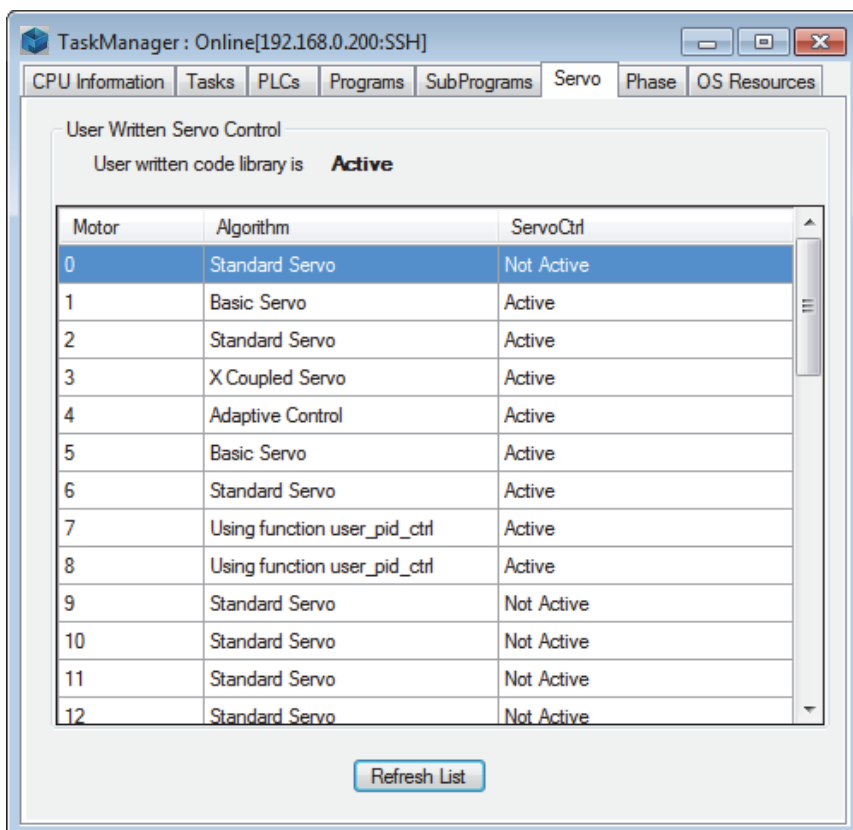 TaskManager : Online[192.168.0.200:SSH]
CPU Information Tasks PLCs Programs SubPrograms Servo Phase OS Resources
User Written Servo Control
User written code library is Active
Motor Algorithm ServoCtrl
0 Standard Servo Not Active
1 Basic Servo Active
2 Standard Servo Active
3 X Coupled Servo Active
4 Adaptive Control Active
5 Basic Servo Active
6 Standard Servo Active
7 Using function user_pid_ctrl Active
8 Using function user_pid_ctrl Active
9 Standard Servo Not Active
10 Standard Servo Not Active
11 Standard Servo Not Active
12 Standard Servo Not Active
Refresh List